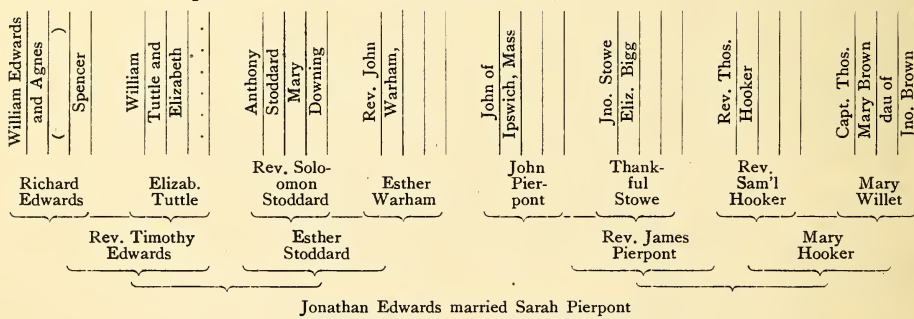 William Edwards
and Agnes
( )
Spencer
William
Tuttle and
Elizabeth
. . . . .
Anthony
Stoddard
Mary
Downing
Rev. John
Warham,
John of
Ipswich, Mass
Jno. Stowe
Eliz. Bigg
Rev. Thos.
Hooker
Capt. Thos.
Mary Brown
dau of
Jno. Brown
Richard
Edwards
Elizab.
Tuttle
Rev. Solo-
omon
Stoddard
Esther
Warham
John
Pier-
pont
Thank-
ful
Stowe
Rev.
Sam'l
Hooker
Mary
Willet
Rev. Timothy
Edwards
Esther
Stoddard
Rev. James
Pierpont
Mary
Hooker
Jonathan Edwards married Sarah Pierpont